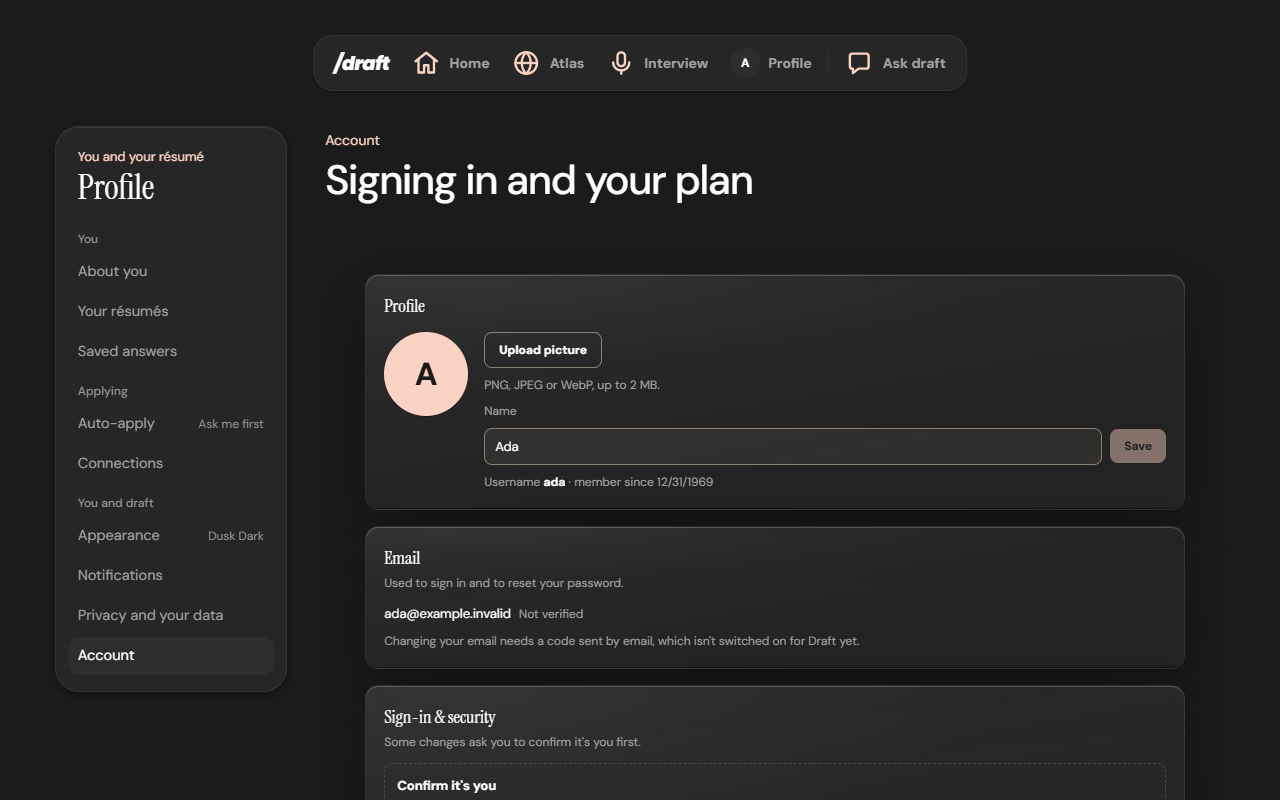 /draft
Home
Atlas
Interview
A
Profile
Ask draft
You and your résumé
Profile
You
About you
Your résumés
Saved answers
Applying
Auto-apply
Ask me first
Connections
You and draft
Appearance
Dusk Dark
Notifications
Privacy and your data
Account
Account
Signing in and your plan
Profile
A
Upload picture
PNG, JPEG or WebP, up to 2 MB.
Name
Ada
Save
Username ada · member since 12/31/1969
Email
Used to sign in and to reset your password.
ada@example.invalid Not verified
Changing your email needs a code sent by email, which isn't switched on for Draft yet.
Sign-in & security
Some changes ask you to confirm it's you first.
Confirm it's you